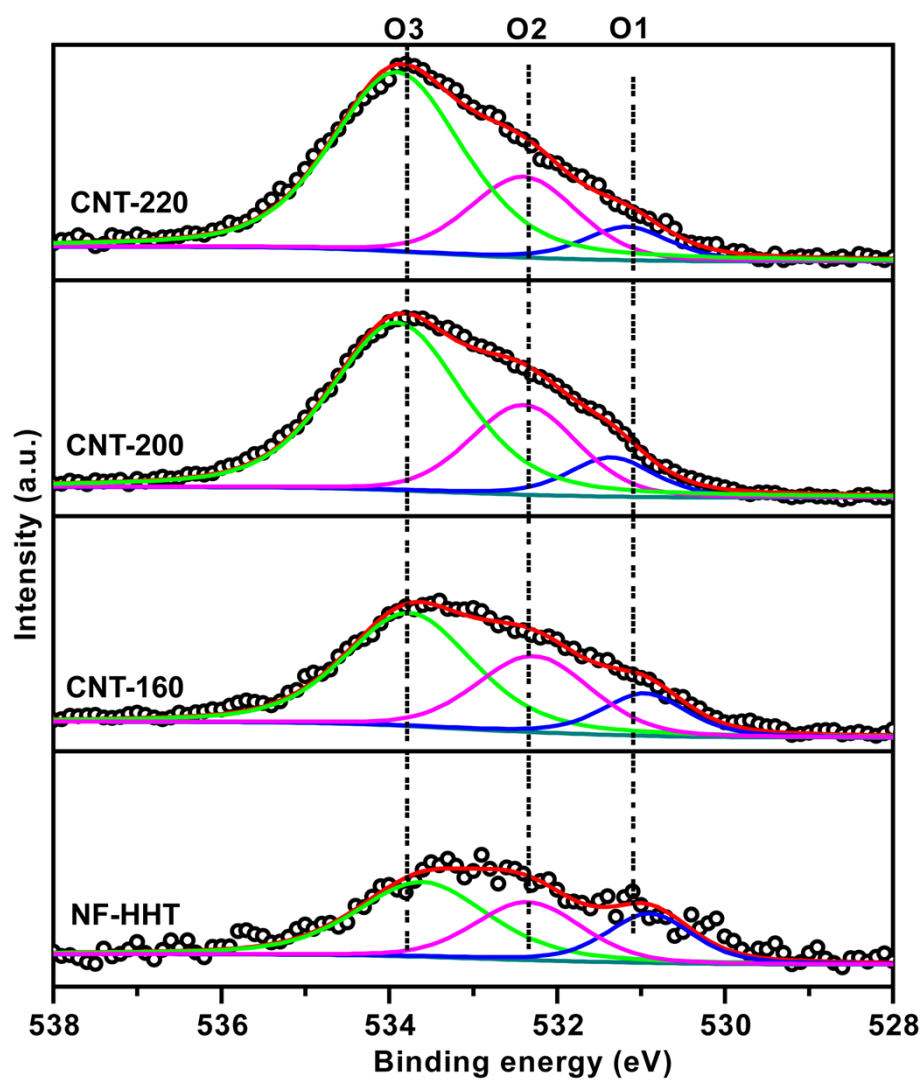 O3 O2 O1
CNT-220
CNT-200
CNT-160
NF-HHT
Intensity (a.u.)
538 536 534 532 530 528
Binding energy (eV)